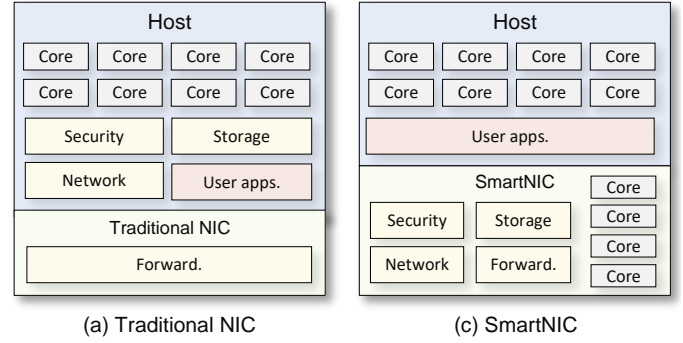 Host
Core Core Core Core
Core Core Core Core
Security Storage
Network User apps.
Traditional NIC
Forward.
(a) Traditional NIC
Host
Core Core Core Core
Core Core Core Core
User apps.
SmartNIC
Core
Security Storage
Core
Core
Network Forward.
Core
(c) SmartNIC